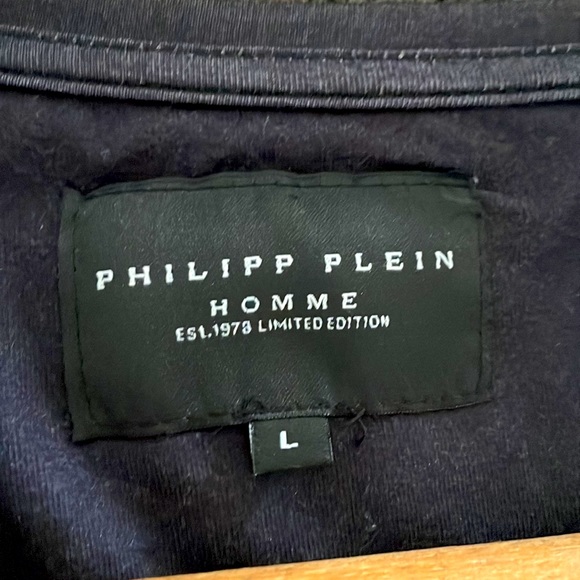 PHILIPP PLEIN
HOMME
EST.1978 LIMITED EDITION
L